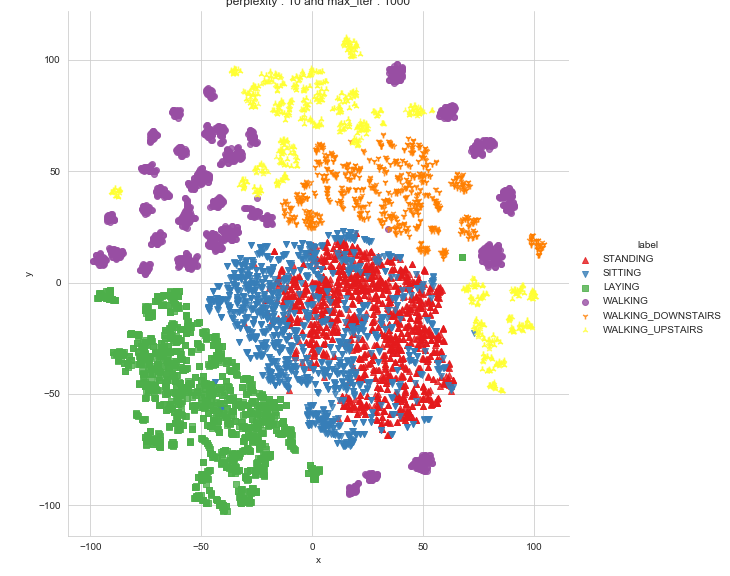 perplexity : 10 and max_iter : 1000
100
50
0
−50
−100
y
−100
−50
0
50
100
x
label
STANDING
SITTING
LAYING
WALKING
WALKING_DOWNSTAIRS
WALKING_UPSTAIRS